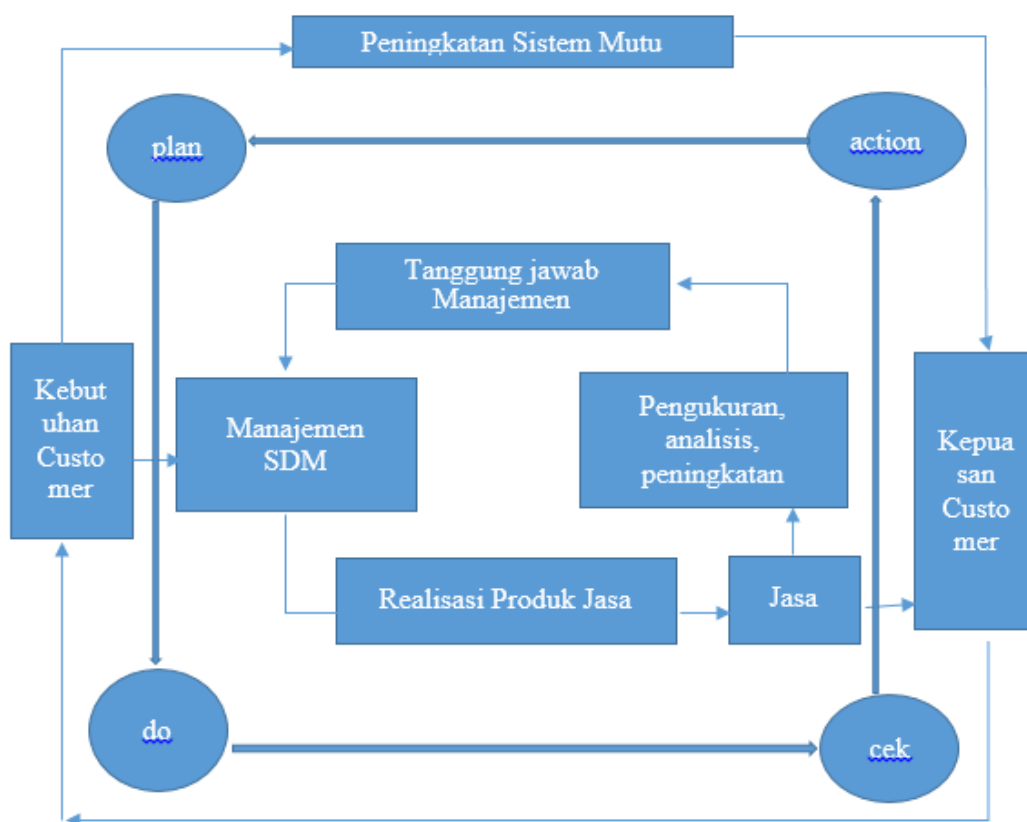 Peningkatan Sistem Mutu
plan
action
Tanggung jawab
Manajemen
Kebut
uhan
Custo
mer
Manajemen
SDM
Pengukuran,
analisis,
peningkatan
Kepua
san
Custo
mer
Realisasi Produk Jasa
Jasa
do
cek